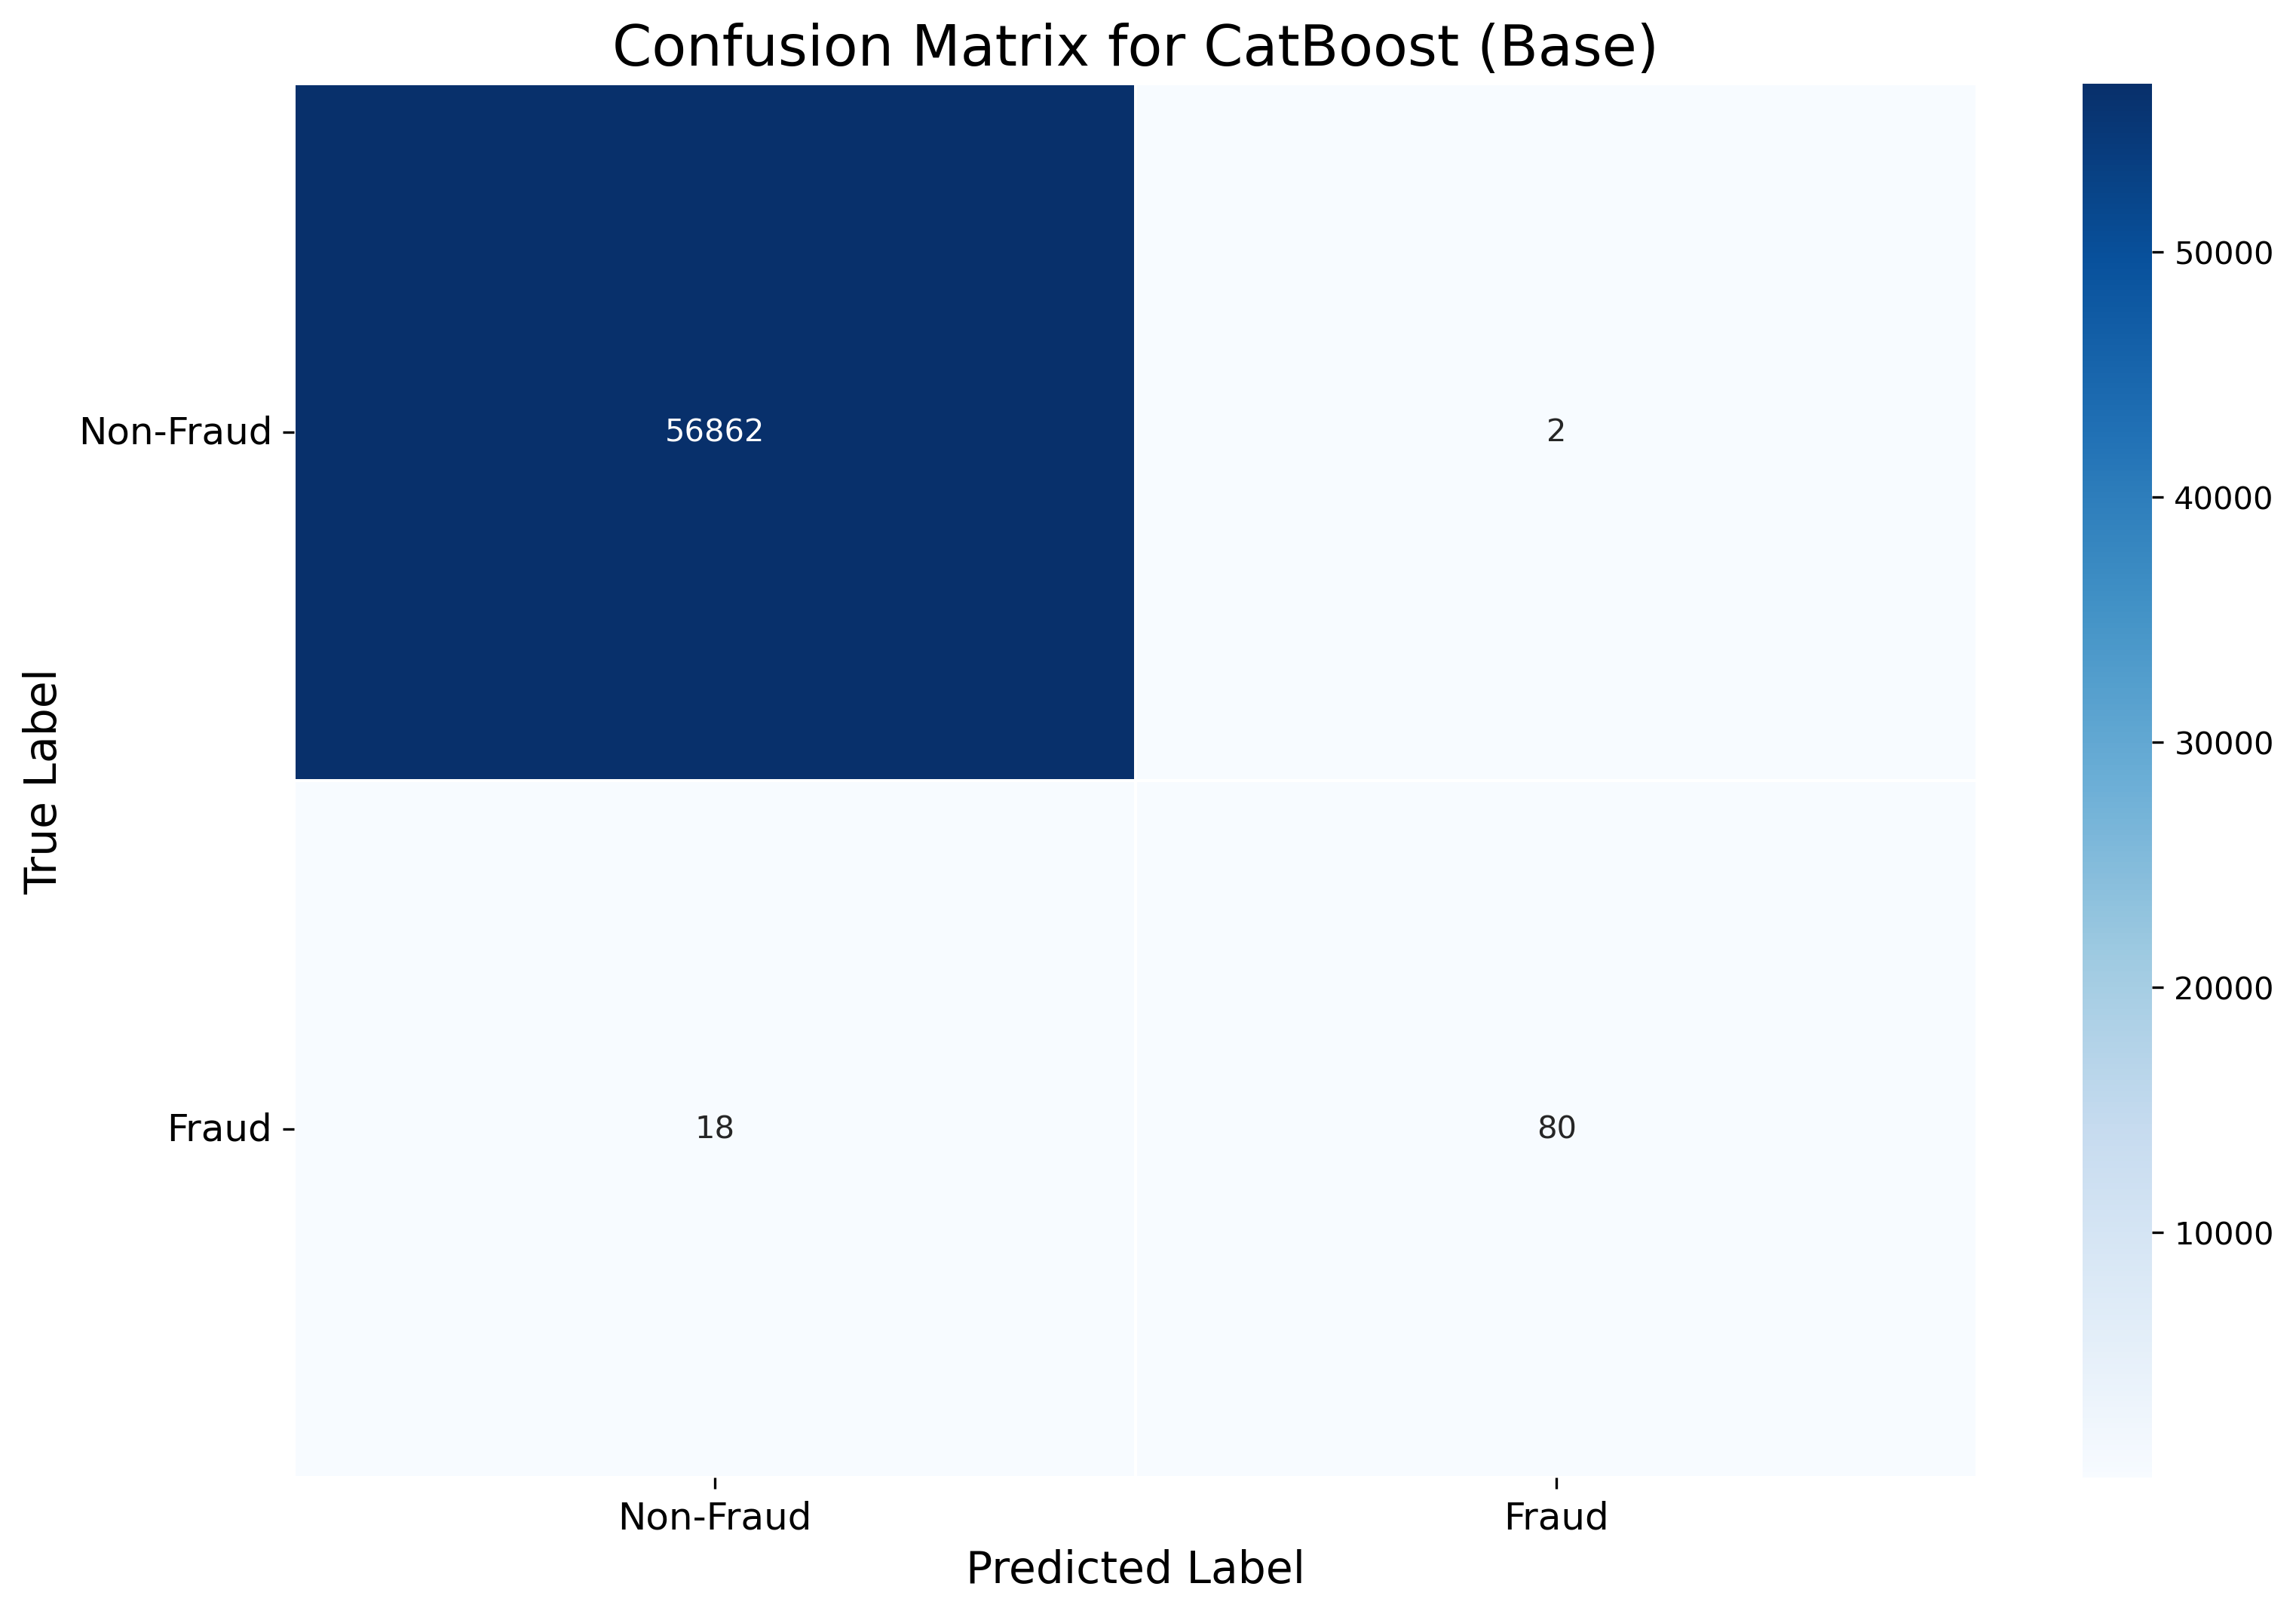 Confusion Matrix for CatBoost (Base)
True Label
Non-Fraud
56862
2
Fraud
18
80
Non-Fraud
Fraud
Predicted Label
50000
40000
30000
20000
10000